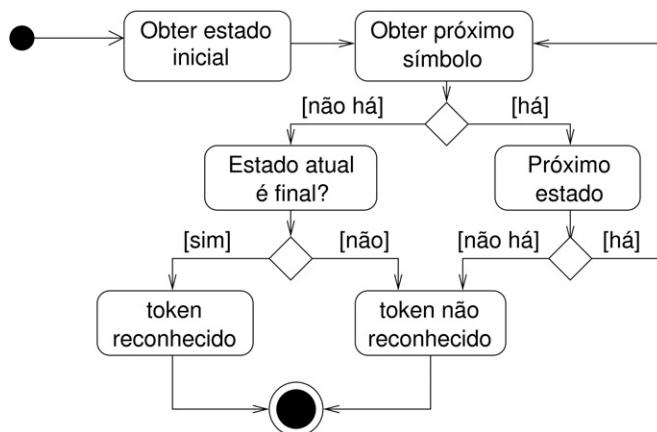 Obter estado
inicial
Obter próximo
símbolo
[não há]
[há]
Estado atual
é final?
Próximo
estado
[sim]
[não]
[não há]
[há]
token
reconhecido
token não
reconhecido